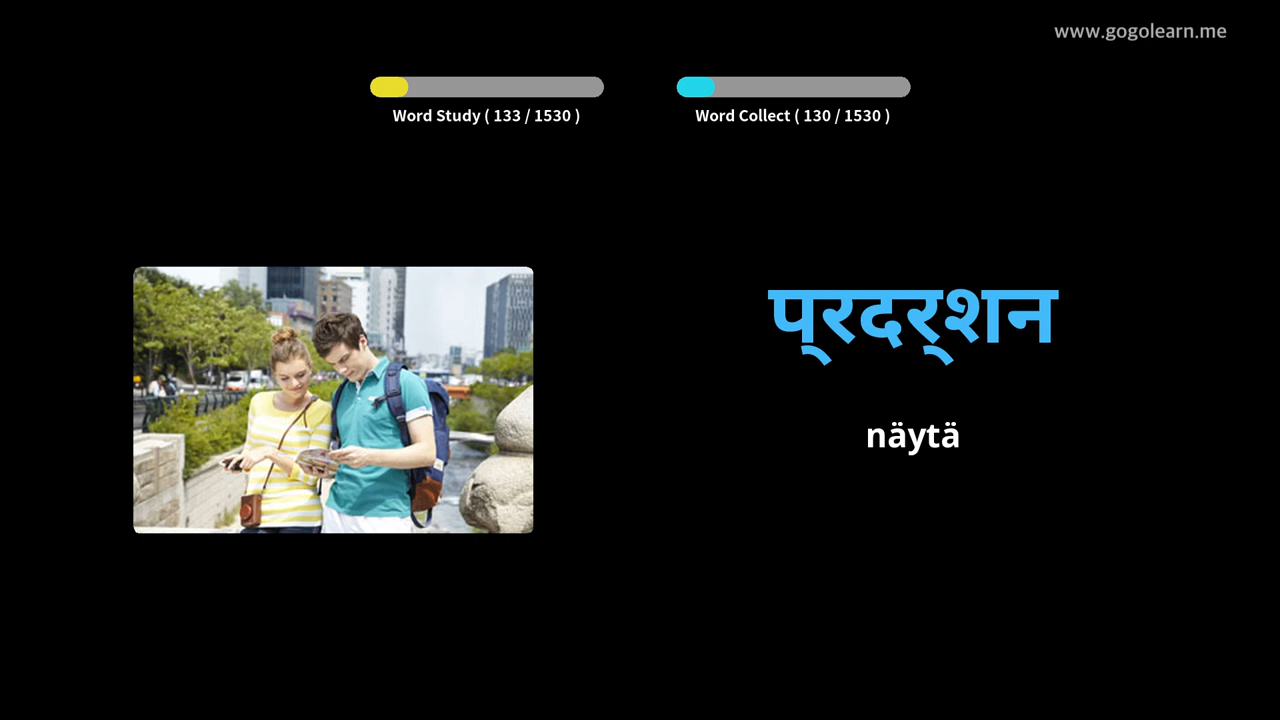 www.gogolearn.me
Word Study ( 133 / 1530 )
Word Collect ( 130 / 1530 )
प्रदर्शन
näytä